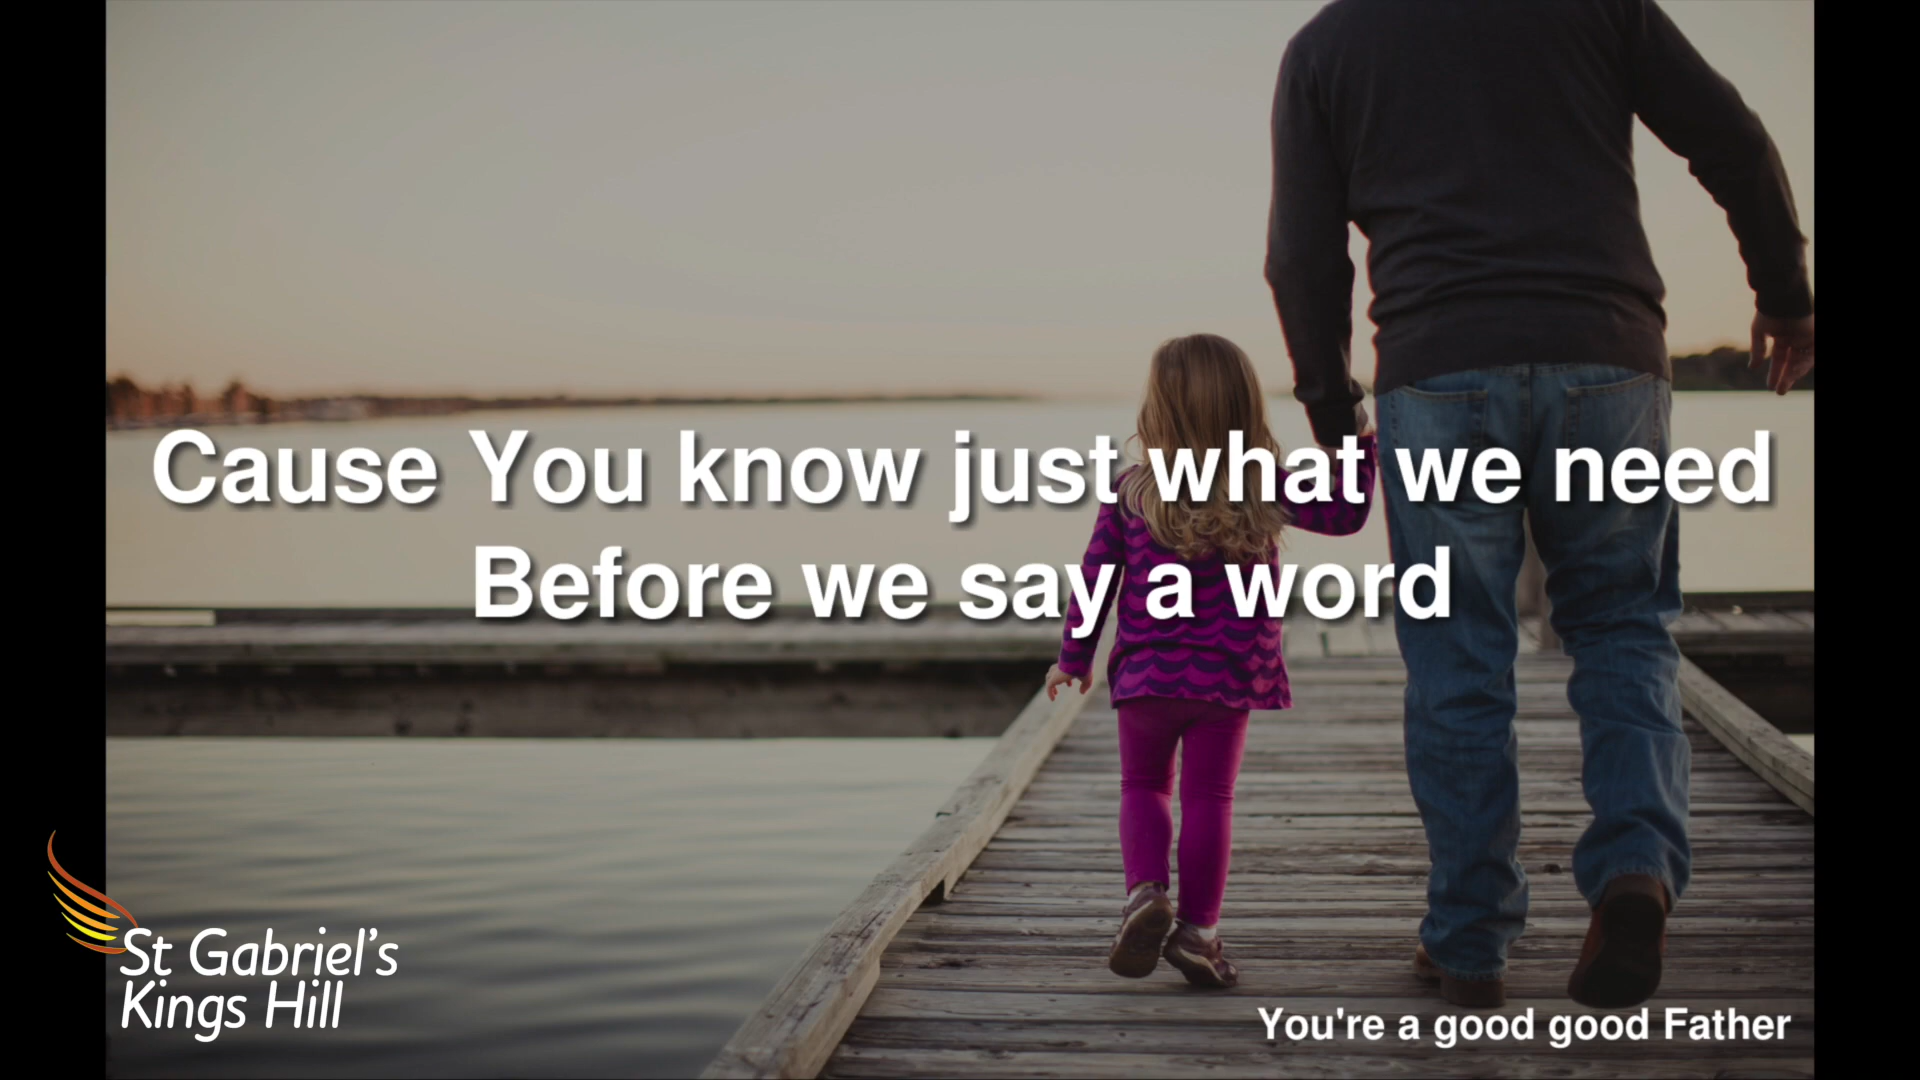 Cause You know just what we need
Before we say a word
St Gabriel's
Kings Hill
You're a good good Father